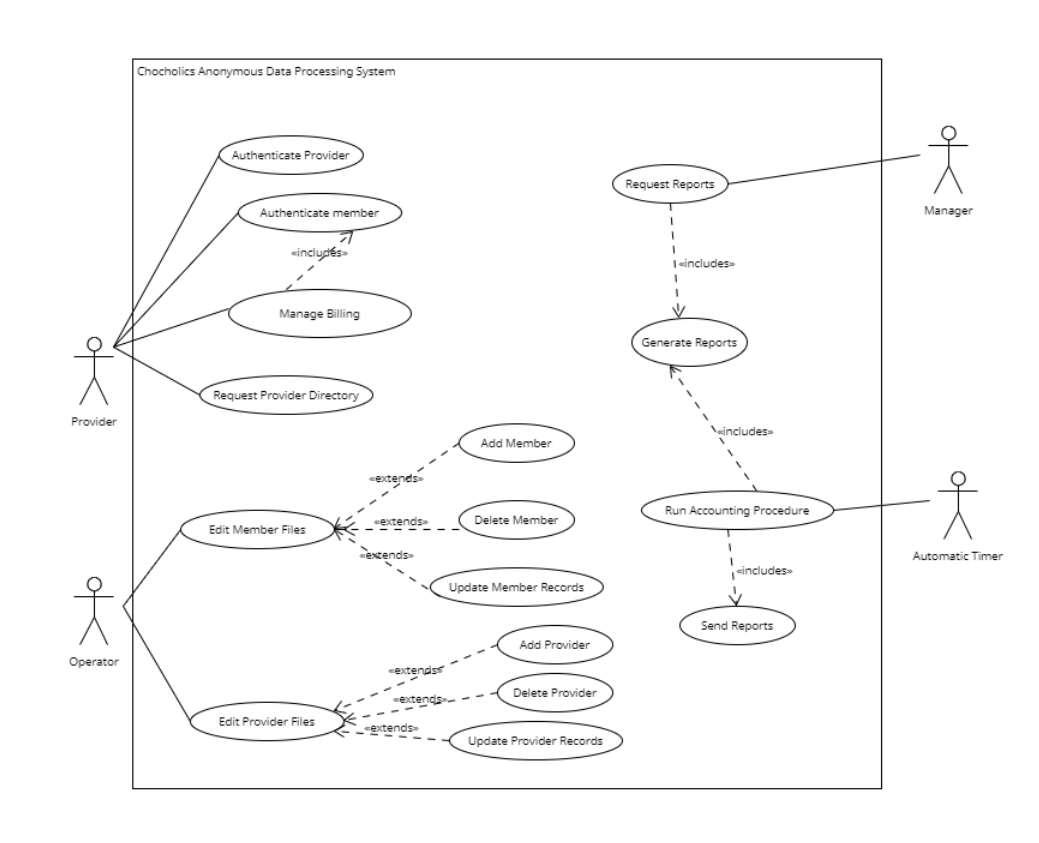 Chocholics Anonymous Data Processing System
Authenticate Provider
Authenticate member
«includes»
Manage Billing
Request Provider Directory
Provider
Request Reports
Manager
«includes»
Generate Reports
«includes»
Run Accounting Procedure
Automatic Timer
«includes»
Send Reports
Add Member
«extends»
Edit Member Files
«extends»
Delete Member
«extends»
Update Member Records
Operator
Add Provider
«extends»
Delete Provider
«extends»
Edit Provider Files
«extends»
Update Provider Records